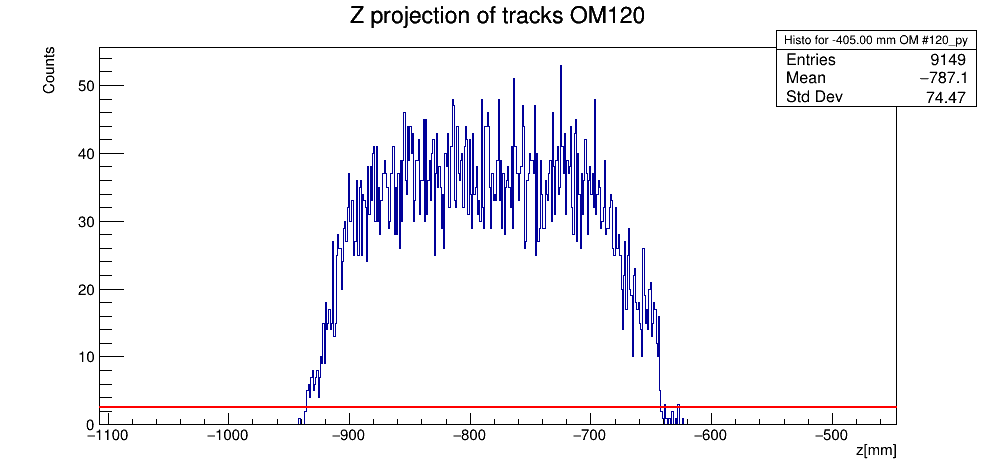 Z projection of tracks OM120
Histo for -405.00 mm OM #120_py
Entries 9149
Mean −787.1
Std Dev 74.47
Counts
50
40
30
20
10
0
−1100 −1000 −900 −800 −700 −600 −500
z[mm]